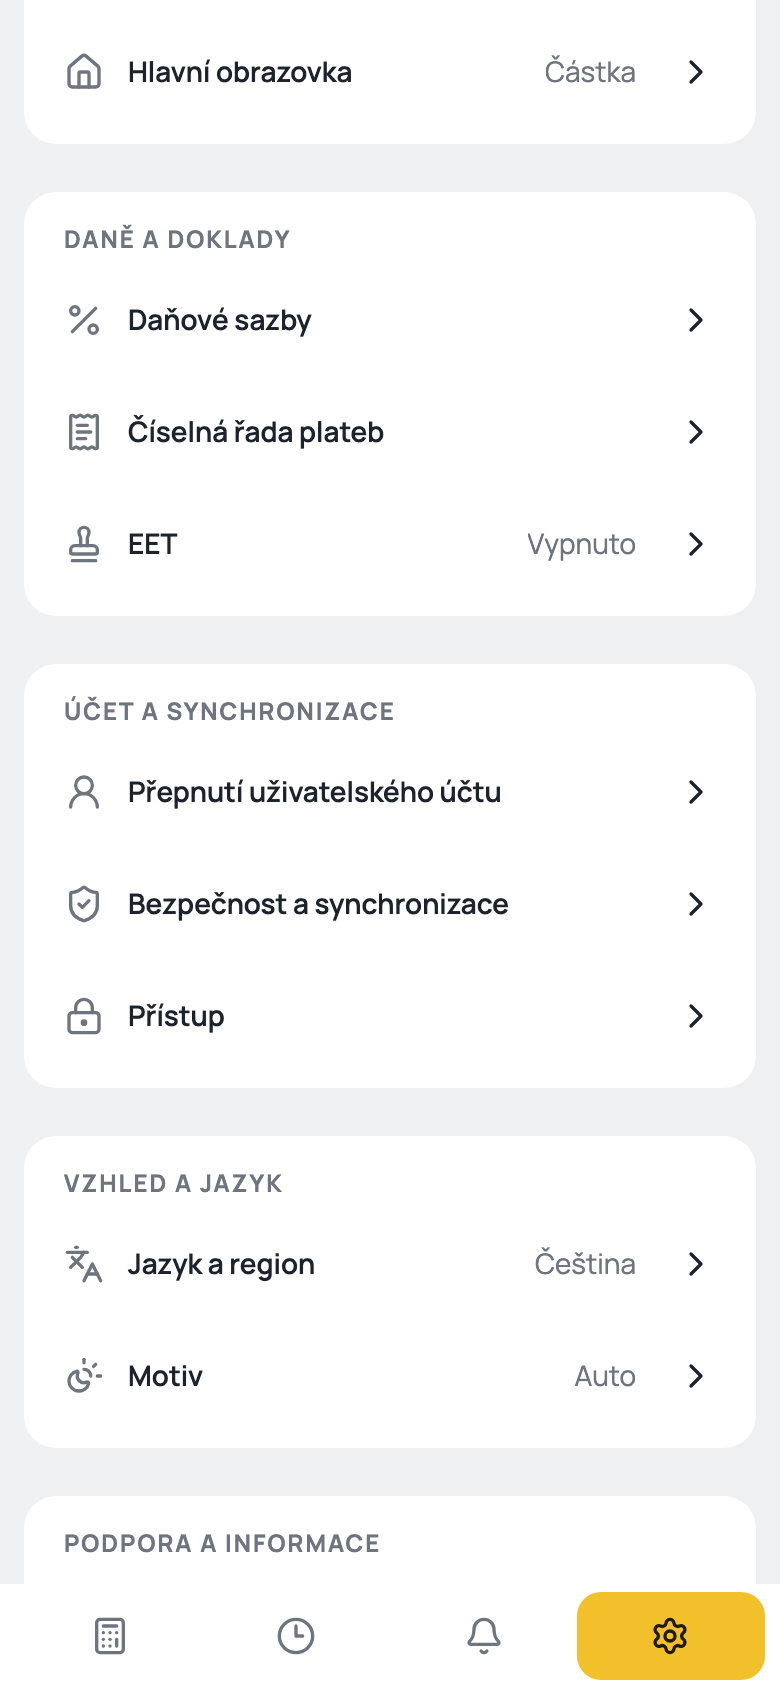 Hlavní obrazovka Částka
DANĚ A DOKLADY
Daňové sazby
Číselná řada plateb
EET Vypnuto
ÚČET A SYNCHRONIZACE
Přepnutí uživatelského účtu
Bezpečnost a synchronizace
Přístup
VZHLED A JAZYK
Jazyk a region Čeština
Motiv Auto
PODPORA A INFORMACE